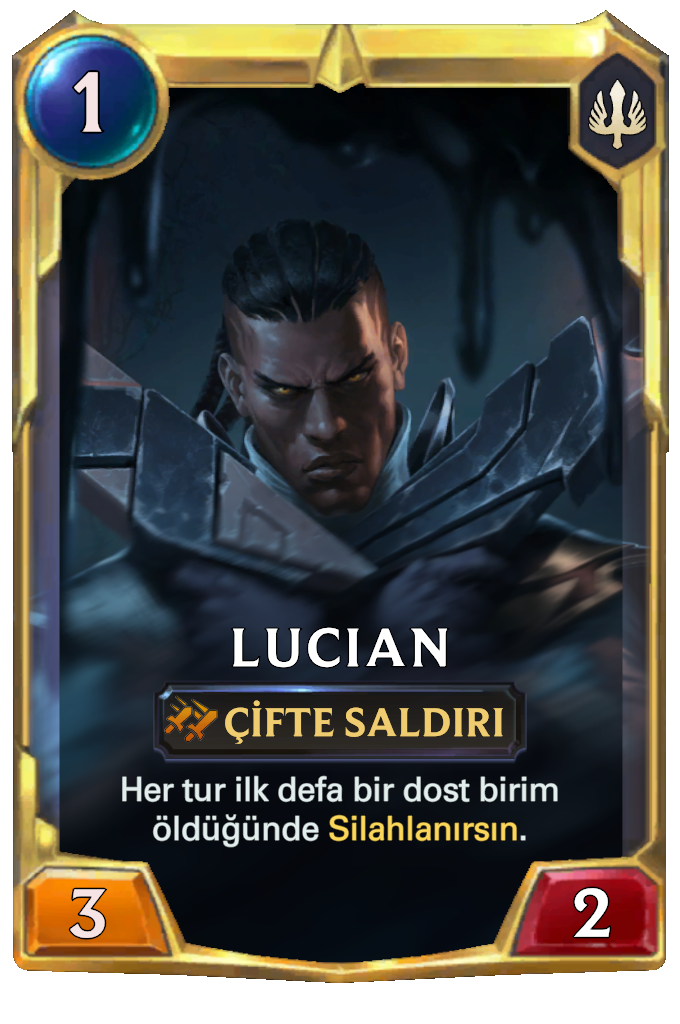 1
LUCIAN
ÇİFTE SALDIRI
Her tur ilk defa bir dost birim
öldüğünde Silahlanırsın.
3
2